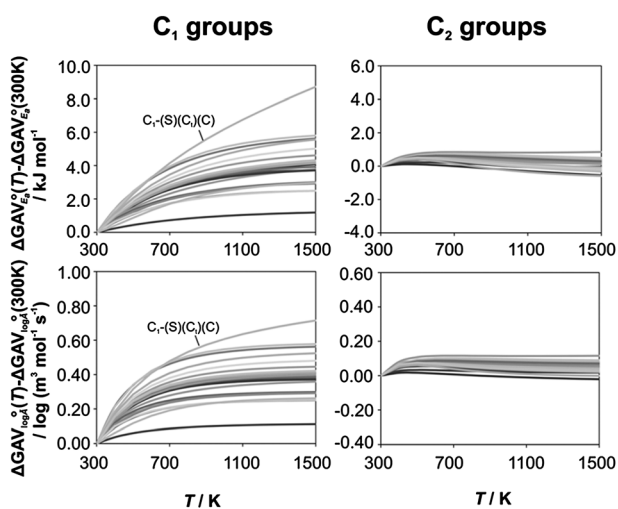 C₁ groups
C₂ groups
ΔGAV°Eₐ(T)-ΔGAV°Eₐ(300K)
/ kJ mol⁻¹
10.0
8.0
6.0
4.0
2.0
0.0
C₁-(S)(Cₜ)(C)
300 700 1100 1500
6.0
4.0
2.0
0.0
-2.0
-4.0
300 700 1100 1500
ΔGAV°logÃ(T)-ΔGAV°logÃ(300K)
/ log (m³ mol⁻¹ s⁻¹)
1.00
0.80
0.60
0.40
0.20
0.00
C₁-(S)(Cₜ)(C)
300 700 1100 1500
T / K
0.60
0.40
0.20
0.00
-0.20
-0.40
300 700 1100 1500
T / K